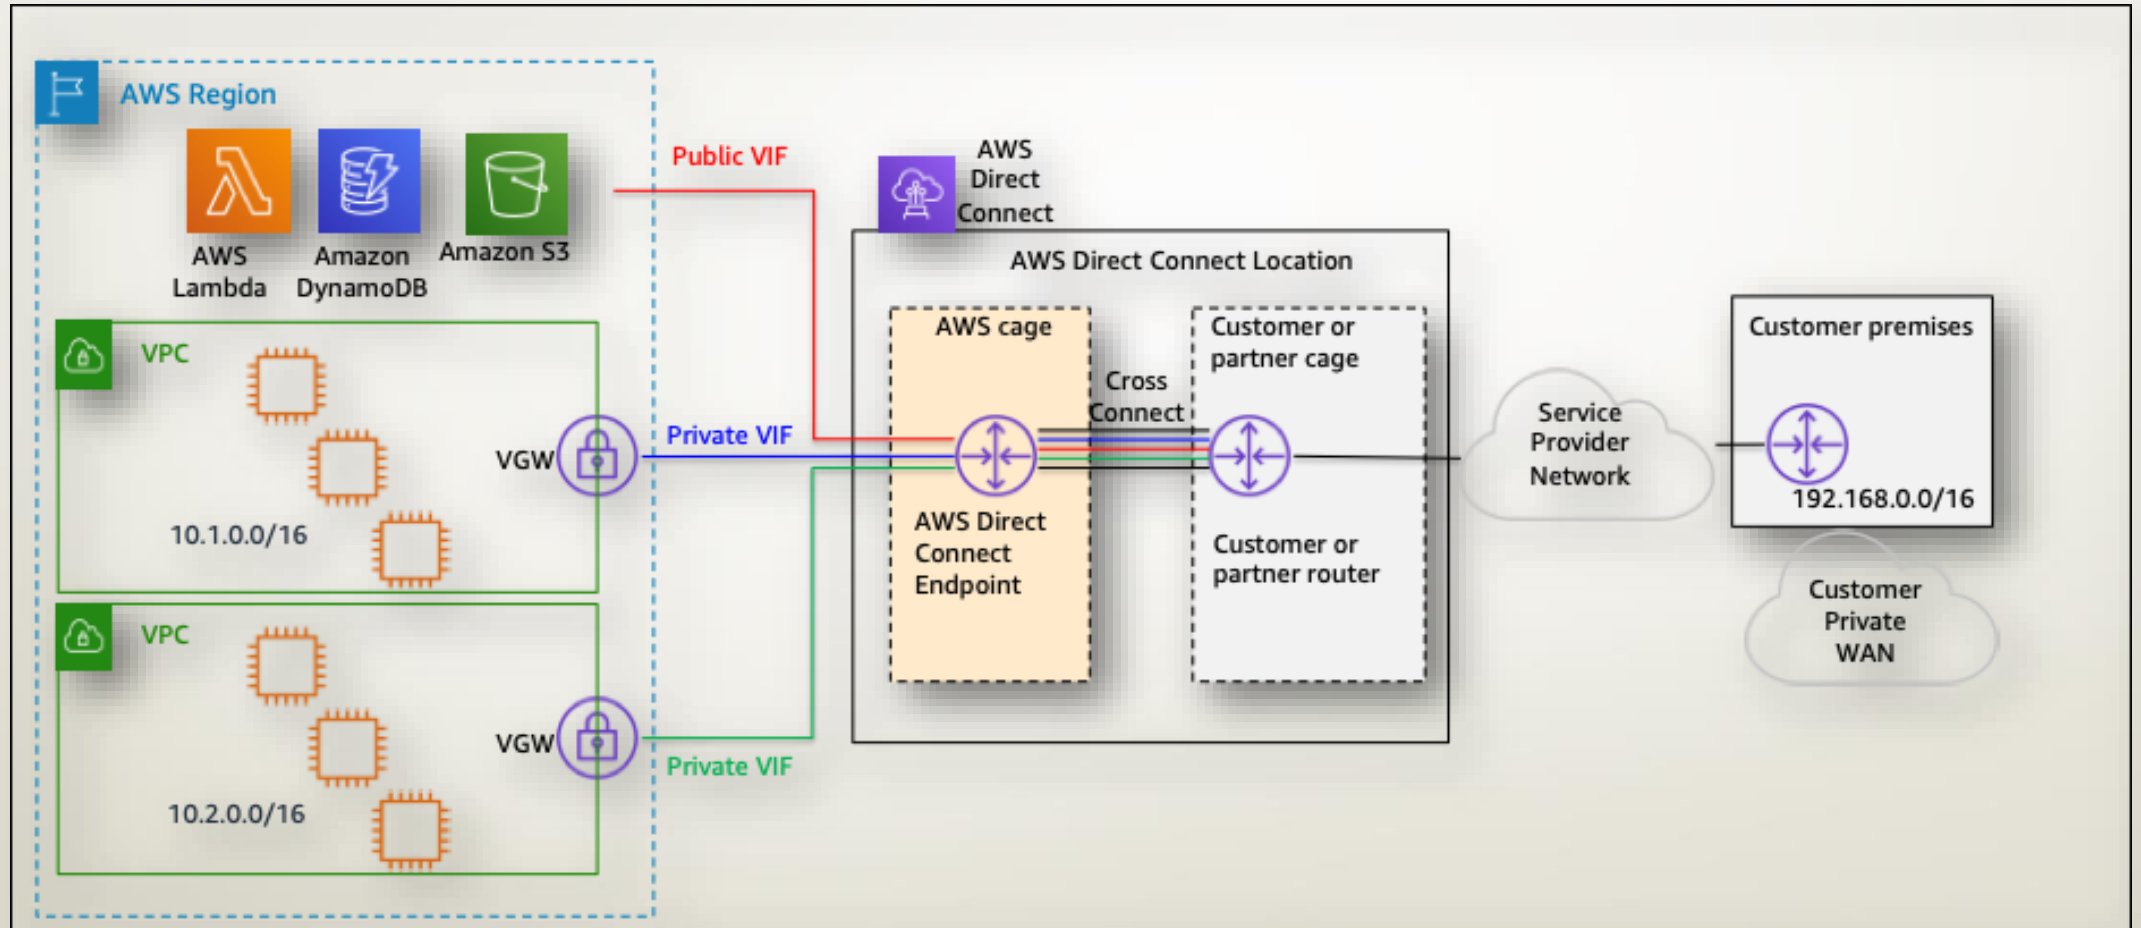 AWS Region
AWS
Lambda
Amazon
DynamoDB
Amazon S3
VPC
10.1.0.0/16
VGW
VPC
10.2.0.0/16
VGW
Public VIF
Private VIF
Private VIF
AWS
Direct
Connect
AWS Direct Connect Location
AWS cage
AWS Direct
Connect
Endpoint
Cross
Connect
Customer or
partner cage
Customer or
partner router
Service
Provider
Network
Customer premises
192.168.0.0/16
Customer
Private
WAN